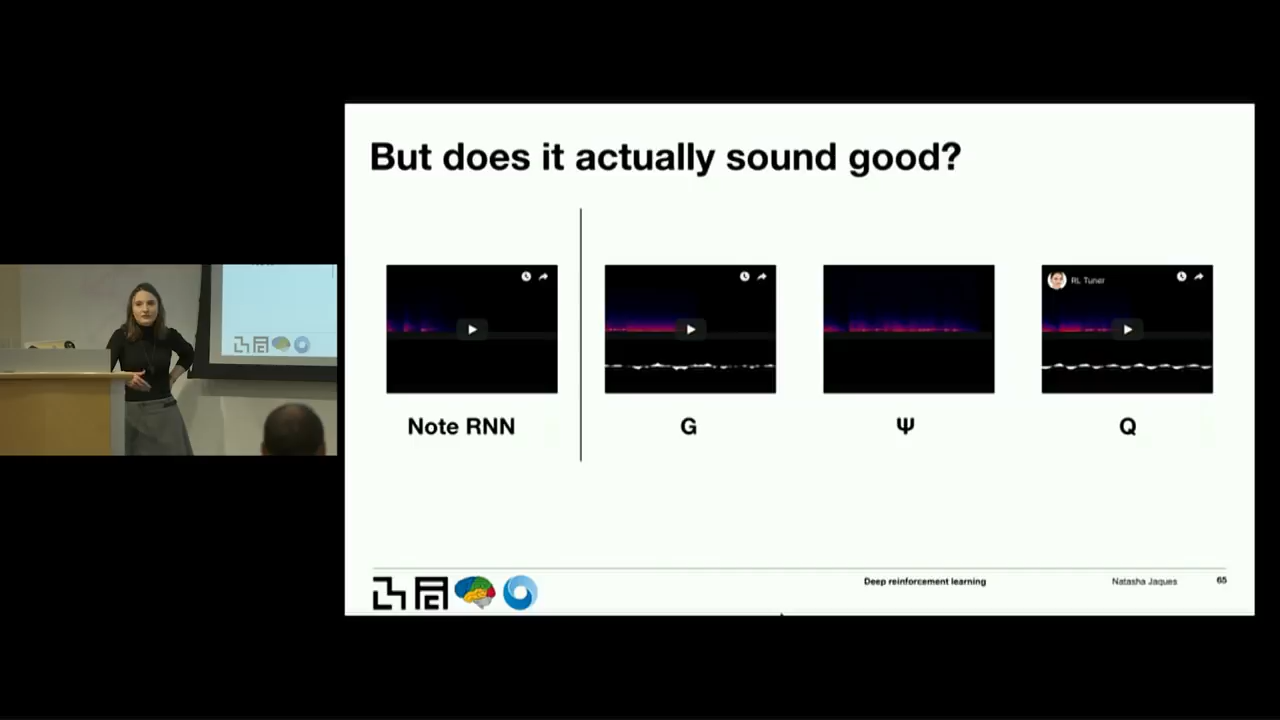 But does it actually sound good?
RL Tuner
Note RNN
G
Ψ
Q
Deep reinforcement learning
Natasha Jaques
65